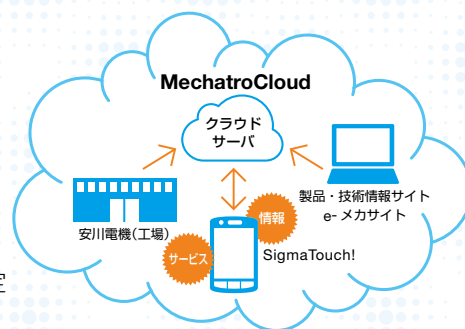 MechatroCloud
クラウド
サーバ
製品・技術情報サイト
e-メカサイト
安川電機(工場)
情報
サービス
SigmaTouch!